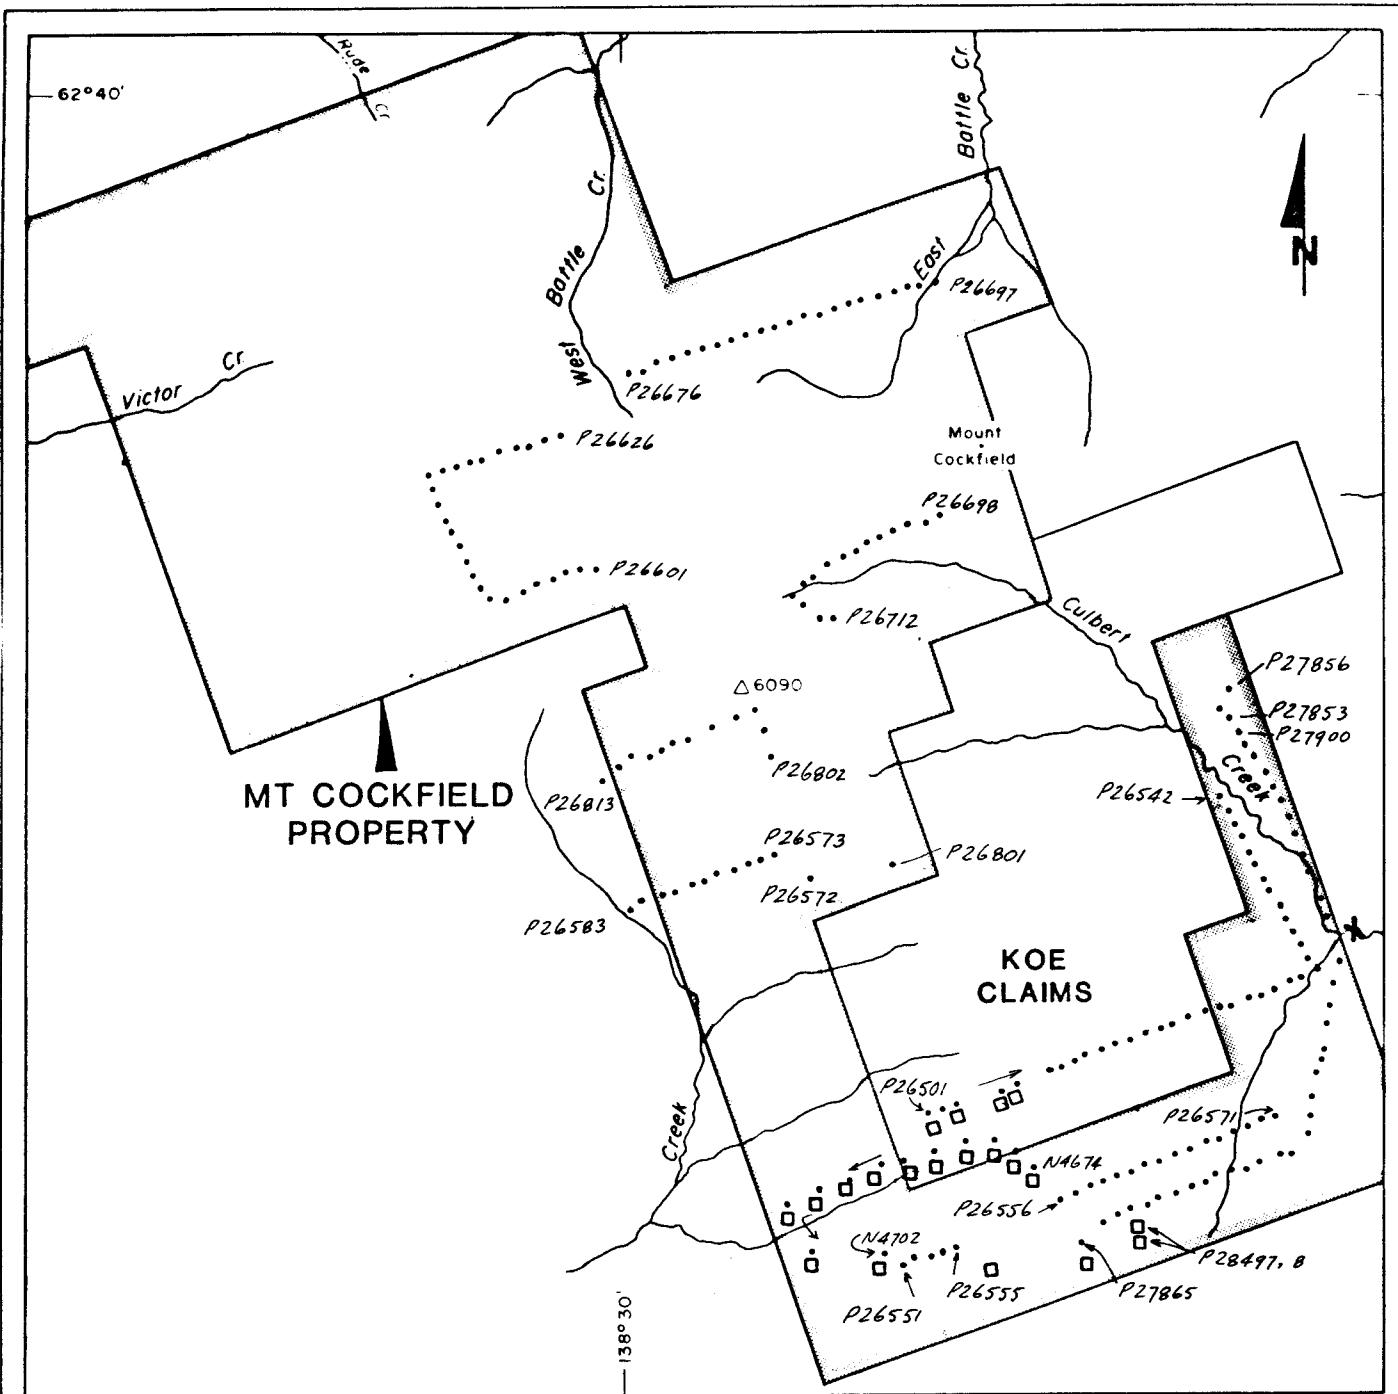 Rude
Cr
62°40'
Battle Cr.
N
West Battle Cr.
East
P26697
Victor Cr.
P26676
P26626
Mount
Cockfield
P26698
P26601
Culbert
P26712
P27856
△6090
P27853
P27900
P26802
Creek
P26542
MT COCKFIELD
PROPERTY
P26813
P26573
P26801
P26572
P26583
KOE
CLAIMS
P26501
P26571
Creek
N4674
P26556
N4702
P28497, B
P26555
P27865
P26551
138°30'